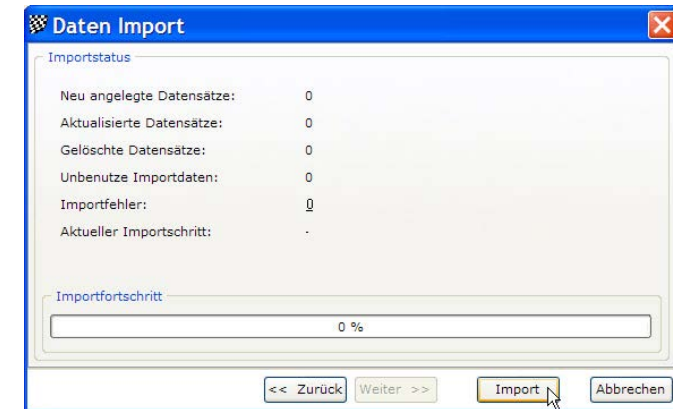 Daten Import
Importstatus
Neu angelegte Datensätze: 0
Aktualisierte Datensätze: 0
Gelöschte Datensätze: 0
Unbenutze Importdaten: 0
Importfehler: 0
Aktueller Importschritt: -
Importfortschritt
0 %
<< Zurück Weiter >> Import Abbrechen